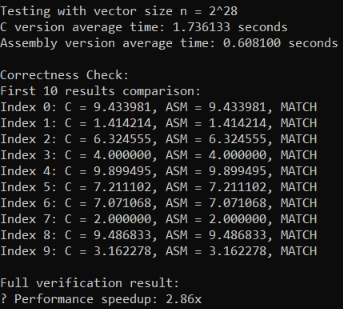 Testing with vector size n = 2^28
C version average time: 1.736133 seconds
Assembly version average time: 0.608100 seconds
Correctness Check:
First 10 results comparison:
Index 0: C = 9.433981, ASM = 9.433981, MATCH
Index 1: C = 1.414214, ASM = 1.414214, MATCH
Index 2: C = 6.324555, ASM = 6.324555, MATCH
Index 3: C = 4.000000, ASM = 4.000000, MATCH
Index 4: C = 9.899495, ASM = 9.899495, MATCH
Index 5: C = 7.211102, ASM = 7.211102, MATCH
Index 6: C = 7.071068, ASM = 7.071068, MATCH
Index 7: C = 2.000000, ASM = 2.000000, MATCH
Index 8: C = 9.486833, ASM = 9.486833, MATCH
Index 9: C = 3.162278, ASM = 3.162278, MATCH
Full verification result:
? Performance speedup: 2.86x